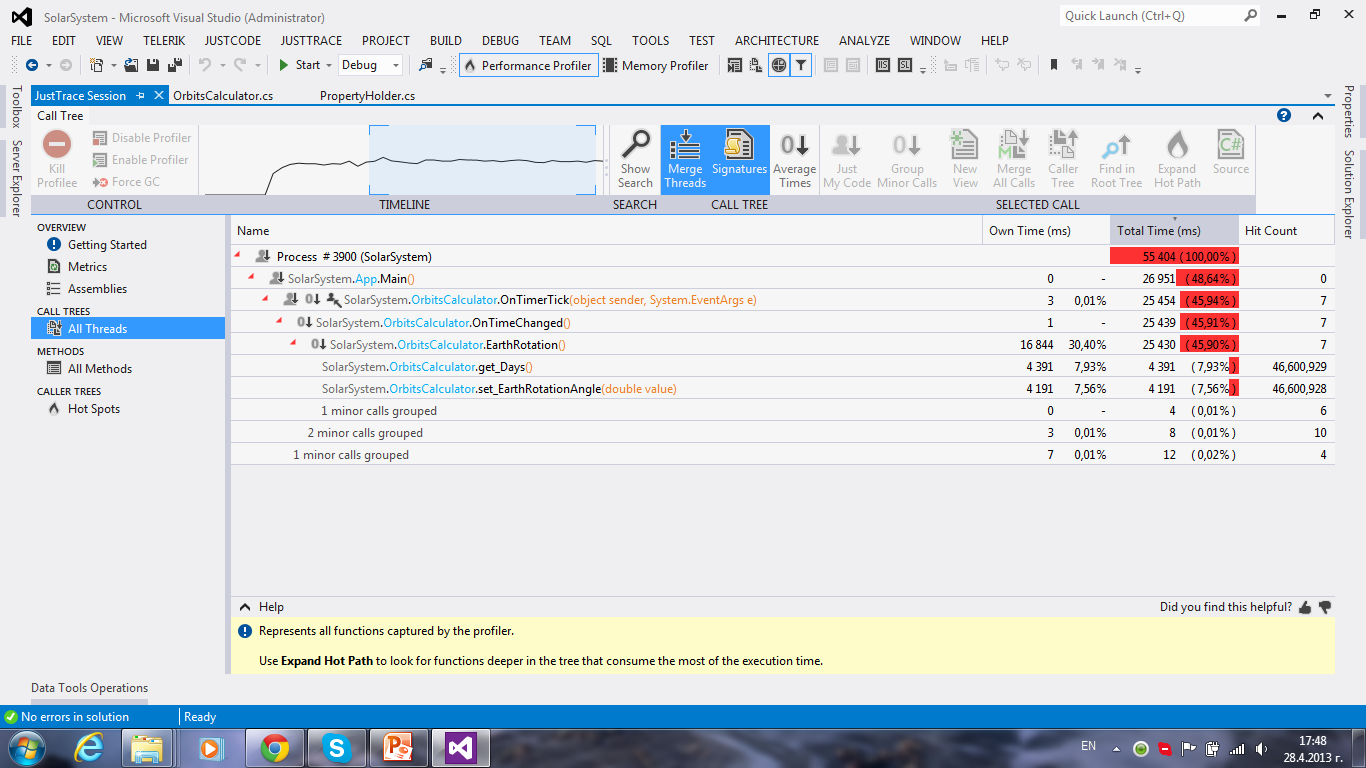 SolarSystem - Microsoft Visual Studio (Administrator)
Quick Launch (Ctrl+Q)
FILE EDIT VIEW TELERIK JUSTCODE JUSTTRACE PROJECT BUILD DEBUG TEAM SQL TOOLS TEST ARCHITECTURE ANALYZE WINDOW HELP
Start Debug Performance Profiler Memory Profiler
Toolbox
Server Explorer
JustTrace Session OrbitsCalculator.cs PropertyHolder.cs
Properties
Solution Explorer
Call Tree
Kill Profilee
Disable Profiler
Enable Profiler
Force GC
Show Search
Merge Threads
Signatures
Average Times
Just My Code
Group Minor Calls
New View
Merge All Calls
Caller Tree
Find in Root Tree
Expand Hot Path
Source
CONTROL TIMELINE SEARCH CALL TREE SELECTED CALL
OVERVIEW
Getting Started
Metrics
Assemblies
CALL TREES
All Threads
METHODS
All Methods
CALLER TREES
Hot Spots
Name Own Time (ms) Total Time (ms) Hit Count
Process # 3900 (SolarSystem) 55 404 (100,00% )
SolarSystem.App.Main() 0 - 26 951 (48,64% ) 0
SolarSystem.OrbitsCalculator.OnTimerTick(object sender, System.EventArgs e) 3 0,01% 25 454 (45,94% ) 7
SolarSystem.OrbitsCalculator.OnTimeChanged() 1 - 25 439 (45,91% ) 7
SolarSystem.OrbitsCalculator.EarthRotation() 16 844 30,40% 25 430 (45,90% ) 7
SolarSystem.OrbitsCalculator.get_Days() 4 391 7,93% 4 391 (7,93% ) 46,600,929
SolarSystem.OrbitsCalculator.set_EarthRotationAngle(double value) 4 191 7,56% 4 191 (7,56% ) 46,600,928
1 minor calls grouped 0 - 4 (0,01% ) 6
2 minor calls grouped 3 0,01% 8 (0,01% ) 10
1 minor calls grouped 7 0,01% 12 (0,02% ) 4
Help Did you find this helpful?
Represents all functions captured by the profiler.
Use Expand Hot Path to look for functions deeper in the tree that consume the most of the execution time.
Data Tools Operations
No errors in solution Ready
EN
17:48
28.4.2013 г.